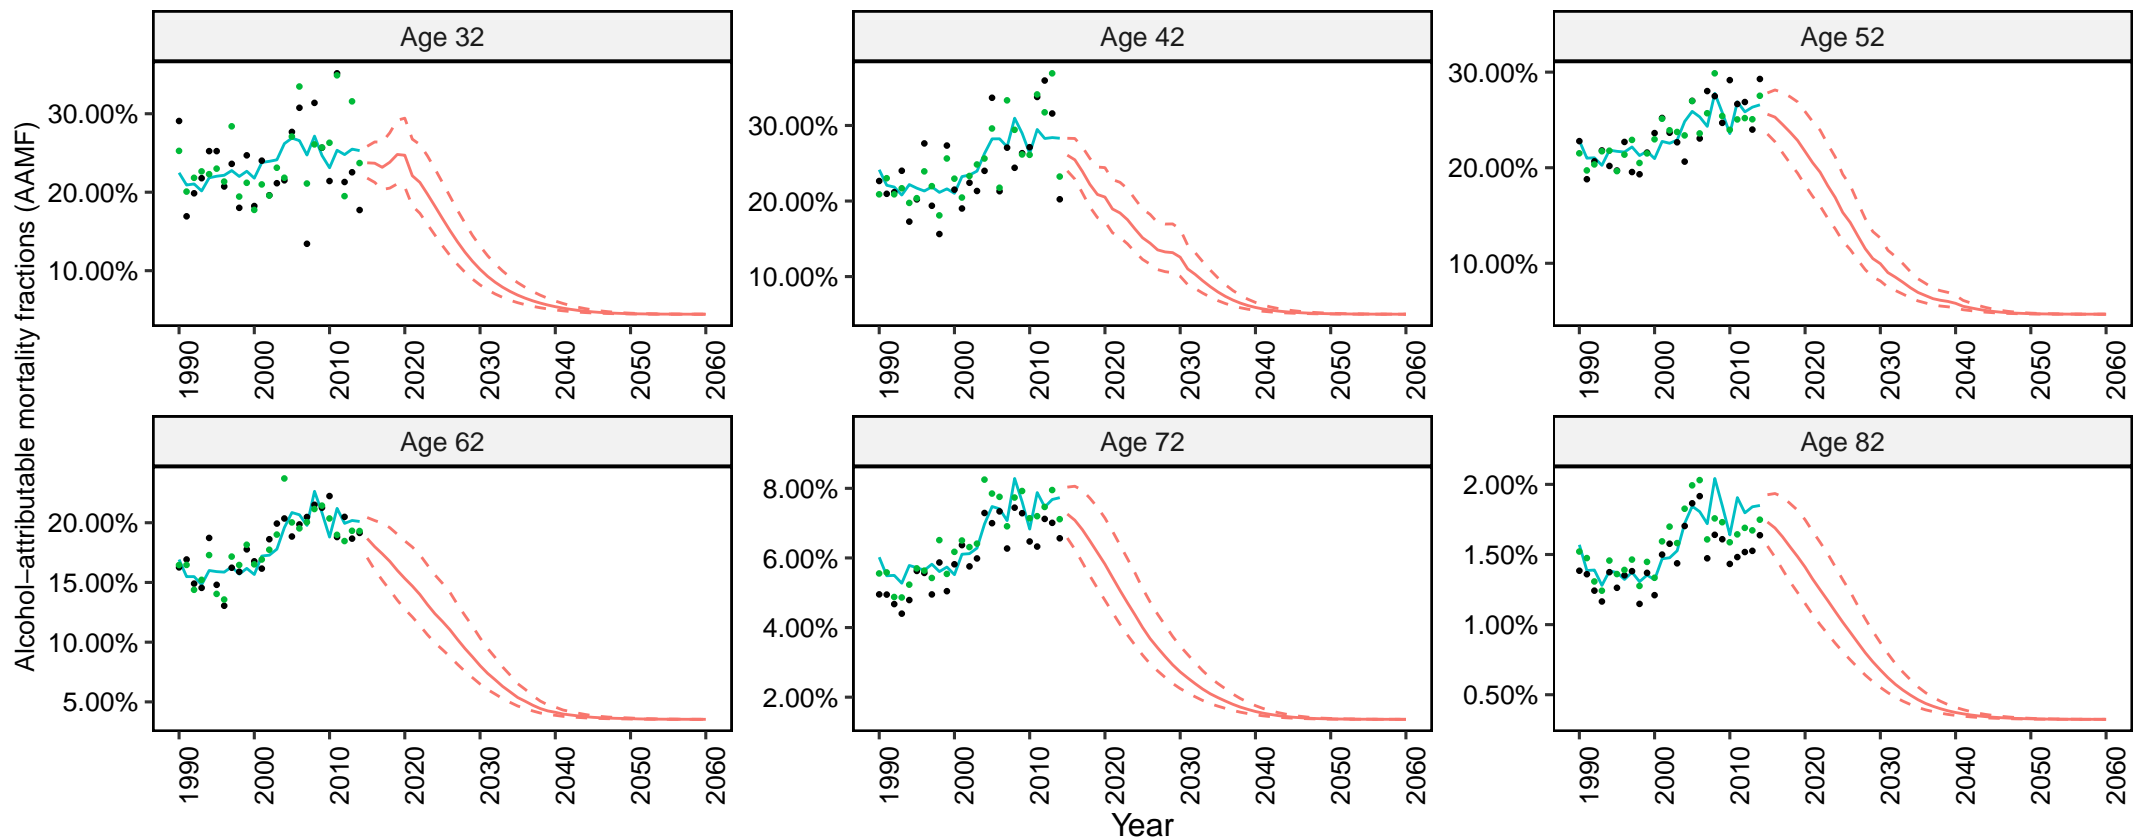 Age 32
Age 42
Age 52
30.00%
20.00%
10.00%
30.00%
20.00%
10.00%
30.00%
20.00%
10.00%
1990 2000 2010 2020 2030 2040 2050 2060
1990 2000 2010 2020 2030 2040 2050 2060
1990 2000 2010 2020 2030 2040 2050 2060
Alcohol–attributable mortality fractions (AAMF)
Age 62
Age 72
Age 82
20.00%
15.00%
10.00%
5.00%
8.00%
6.00%
4.00%
2.00%
2.00%
1.50%
1.00%
0.50%
1990 2000 2010 2020 2030 2040 2050 2060
1990 2000 2010 2020 2030 2040 2050 2060
1990 2000 2010 2020 2030 2040 2050 2060
Year